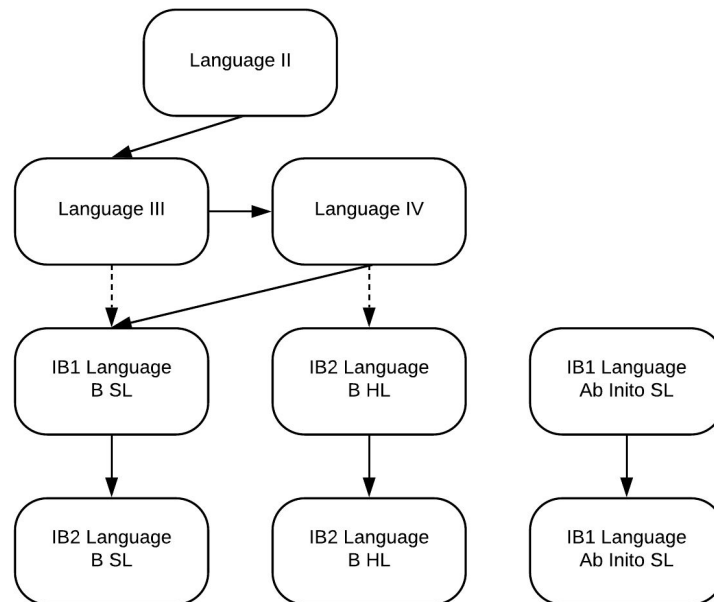 Language II
Language III
Language IV
IB1 Language
B SL
IB2 Language
B HL
IB1 Language
Ab Inito SL
IB2 Language
B SL
IB2 Language
B HL
IB1 Language
Ab Inito SL